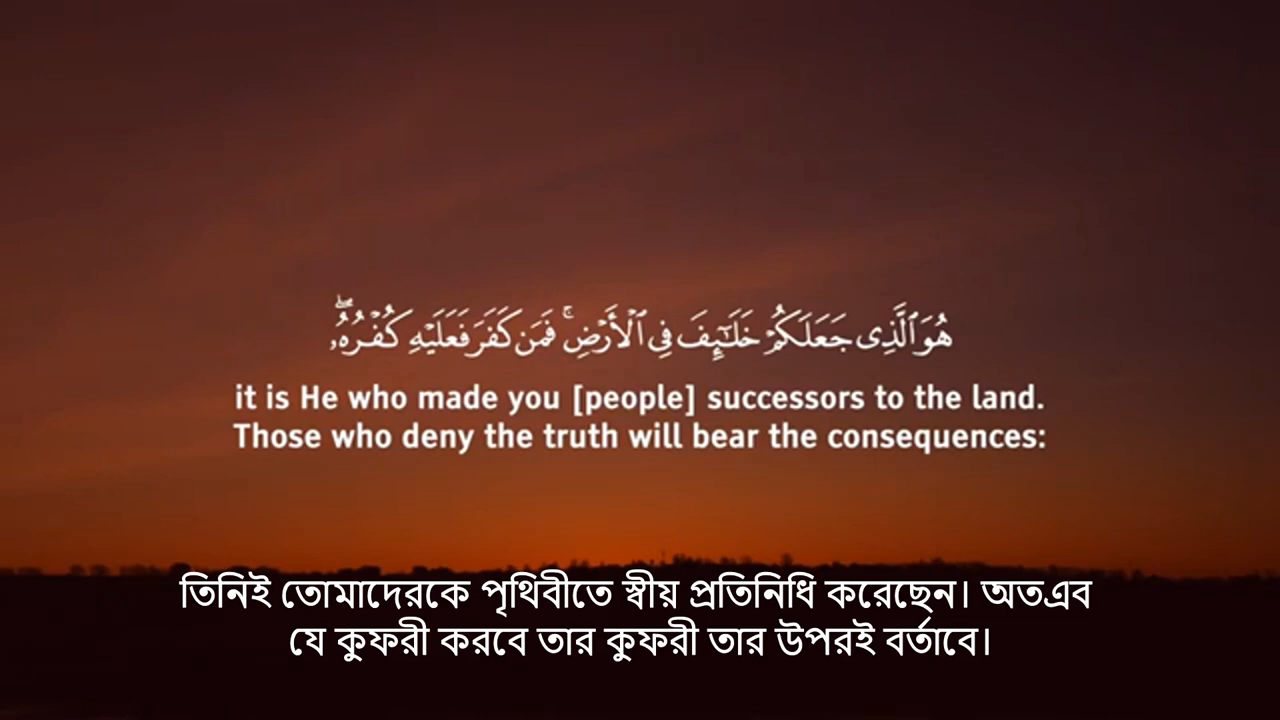 هُوَ ٱلَّذِى جَعَلَكُمْ خَلَٰٓئِفَ فِى ٱلْأَرْضِ ۚ فَمَن كَفَرَ فَعَلَيْهِ كُفْرُهُۥ ۖ
it is He who made you [people] successors to the land.
Those who deny the truth will bear the consequences:
তিনিই তোমাদেরকে পৃথিবীতে স্বীয় প্রতিনিধি করেছেন। অতএব
যে কুফরী করবে তার কুফরী তার উপরই বর্তাবে।